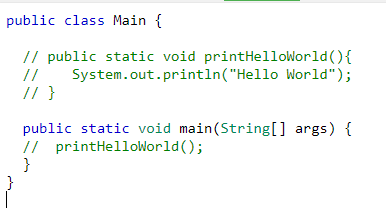 public class Main {
// public static void printHelloWorld(){
//    System.out.println("Hello World");
// }
public static void main(String[] args) {
//  printHelloWorld();
}
}